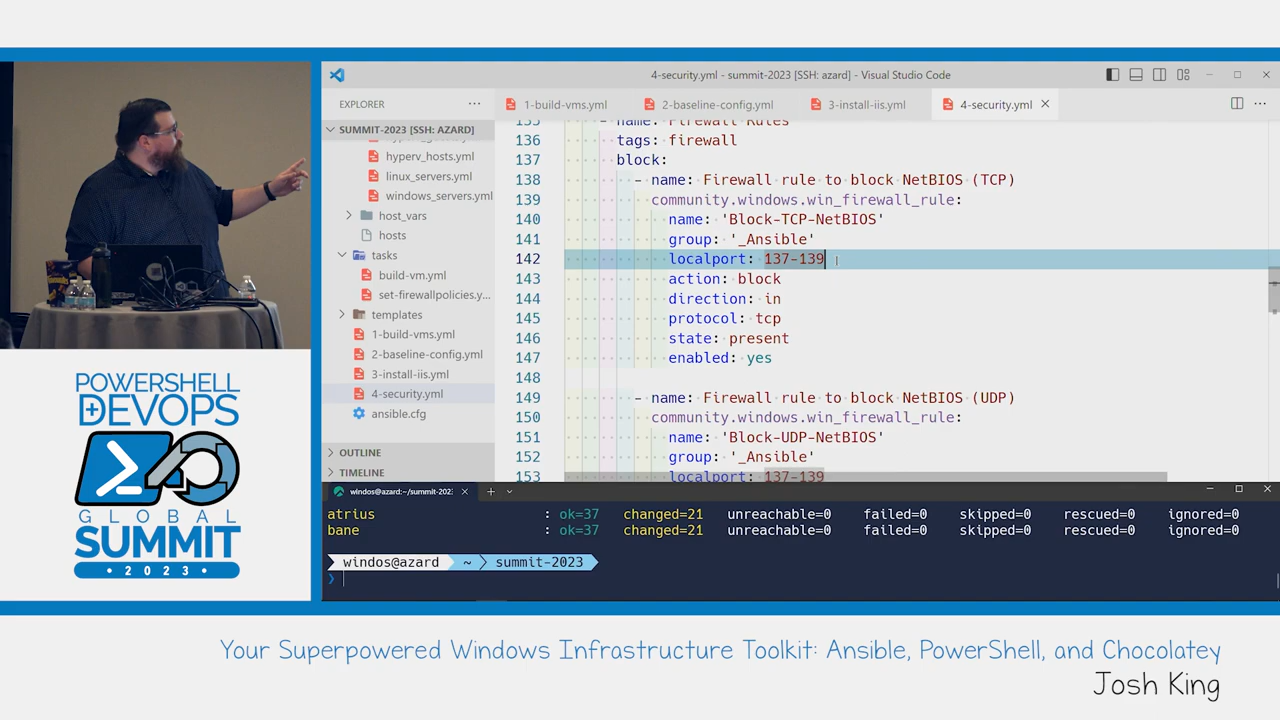 4-security.yml - summit-2023 [SSH: azard] - Visual Studio Code
EXPLORER
1-build-vms.yml
2-baseline-config.yml
3-install-iis.yml
4-security.yml
SUMMIT-2023 [SSH: AZARD]
hyperv_hosts.yml
linux_servers.yml
windows_servers.yml
host_vars
hosts
tasks
build-vm.yml
set-firewallpolicies.y...
templates
1-build-vms.yml
2-baseline-config.yml
3-install-iis.yml
4-security.yml
ansible.cfg
OUTLINE
TIMELINE
135 - name: Firewall Rules
136 tags: firewall
137 block:
138 - name: Firewall rule to block NetBIOS (TCP)
139 community.windows.win_firewall_rule:
140 name: 'Block-TCP-NetBIOS'
141 group: '_Ansible'
142 localport: 137-139
143 action: block
144 direction: in
145 protocol: tcp
146 state: present
147 enabled: yes
148
149 - name: Firewall rule to block NetBIOS (UDP)
150 community.windows.win_firewall_rule:
151 name: 'Block-UDP-NetBIOS'
152 group: '_Ansible'
153 localport: 137-139
windos@azard:~/summit-202
atrius : ok=37 changed=21 unreachable=0 failed=0 skipped=0 rescued=0 ignored=0
bane : ok=37 changed=21 unreachable=0 failed=0 skipped=0 rescued=0 ignored=0
windos@azard ~ summit-2023
POWERSHELL
DEVOPS
GLOBAL
SUMMIT
• 2023 •
Your Superpowered Windows Infrastructure Toolkit: Ansible, PowerShell, and Chocolatey
Josh King